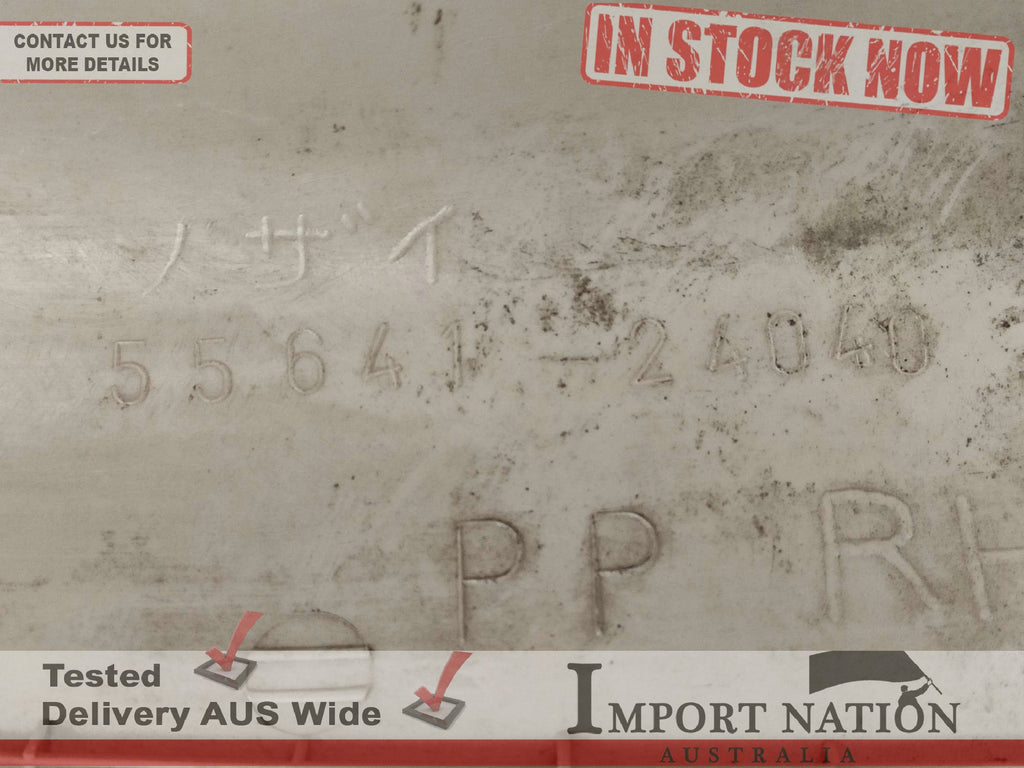 CONTACT US FOR
MORE DETAILS
IN STOCK NOW
ノザイ
55641-24040
PP RH
Tested
Delivery AUS Wide
IMPORT NATION
AUSTRALIA